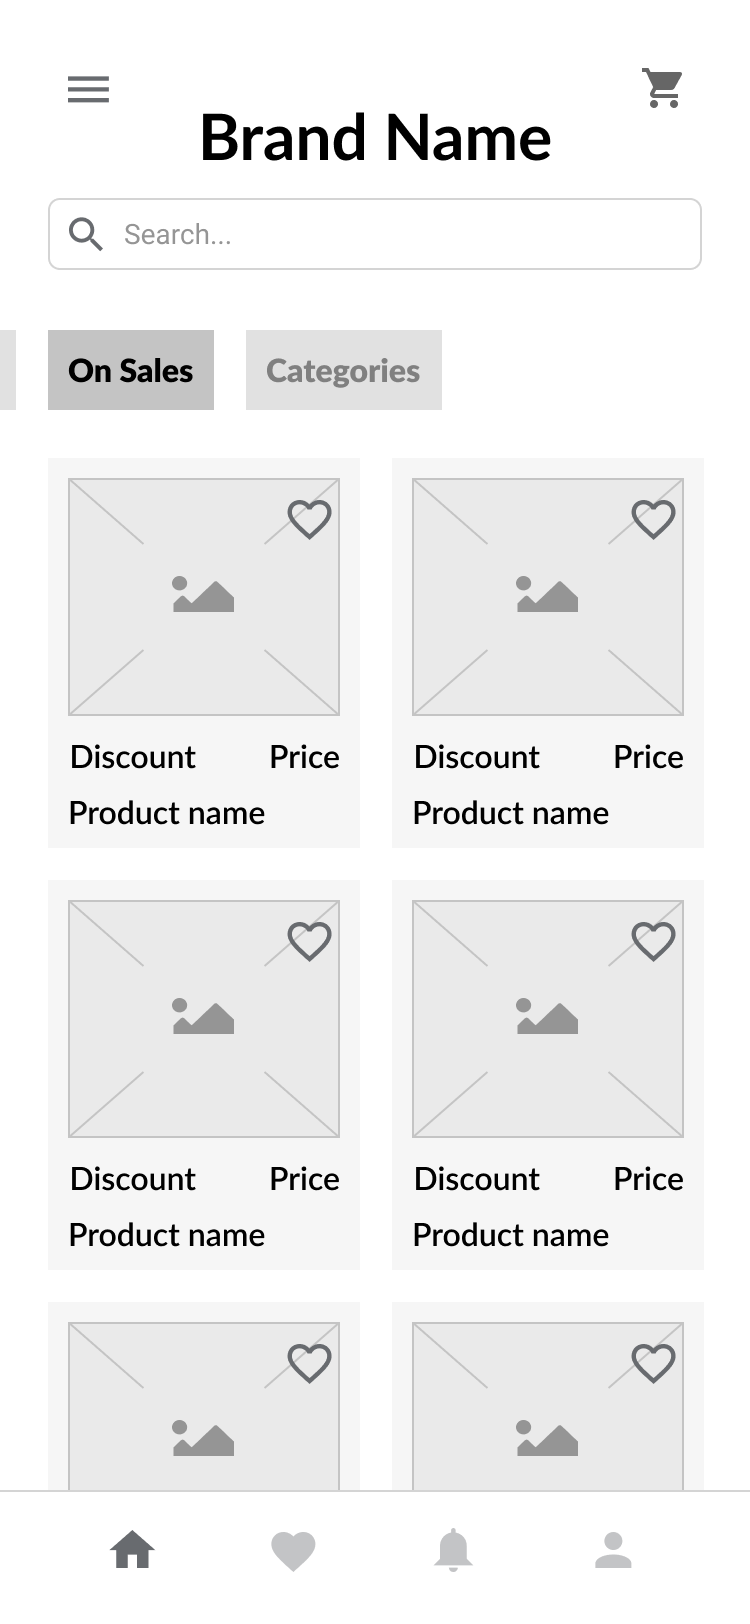 Brand Name
Search...
On Sales
Categories
Discount Price
Product name
Discount Price
Product name
Discount Price
Product name
Discount Price
Product name